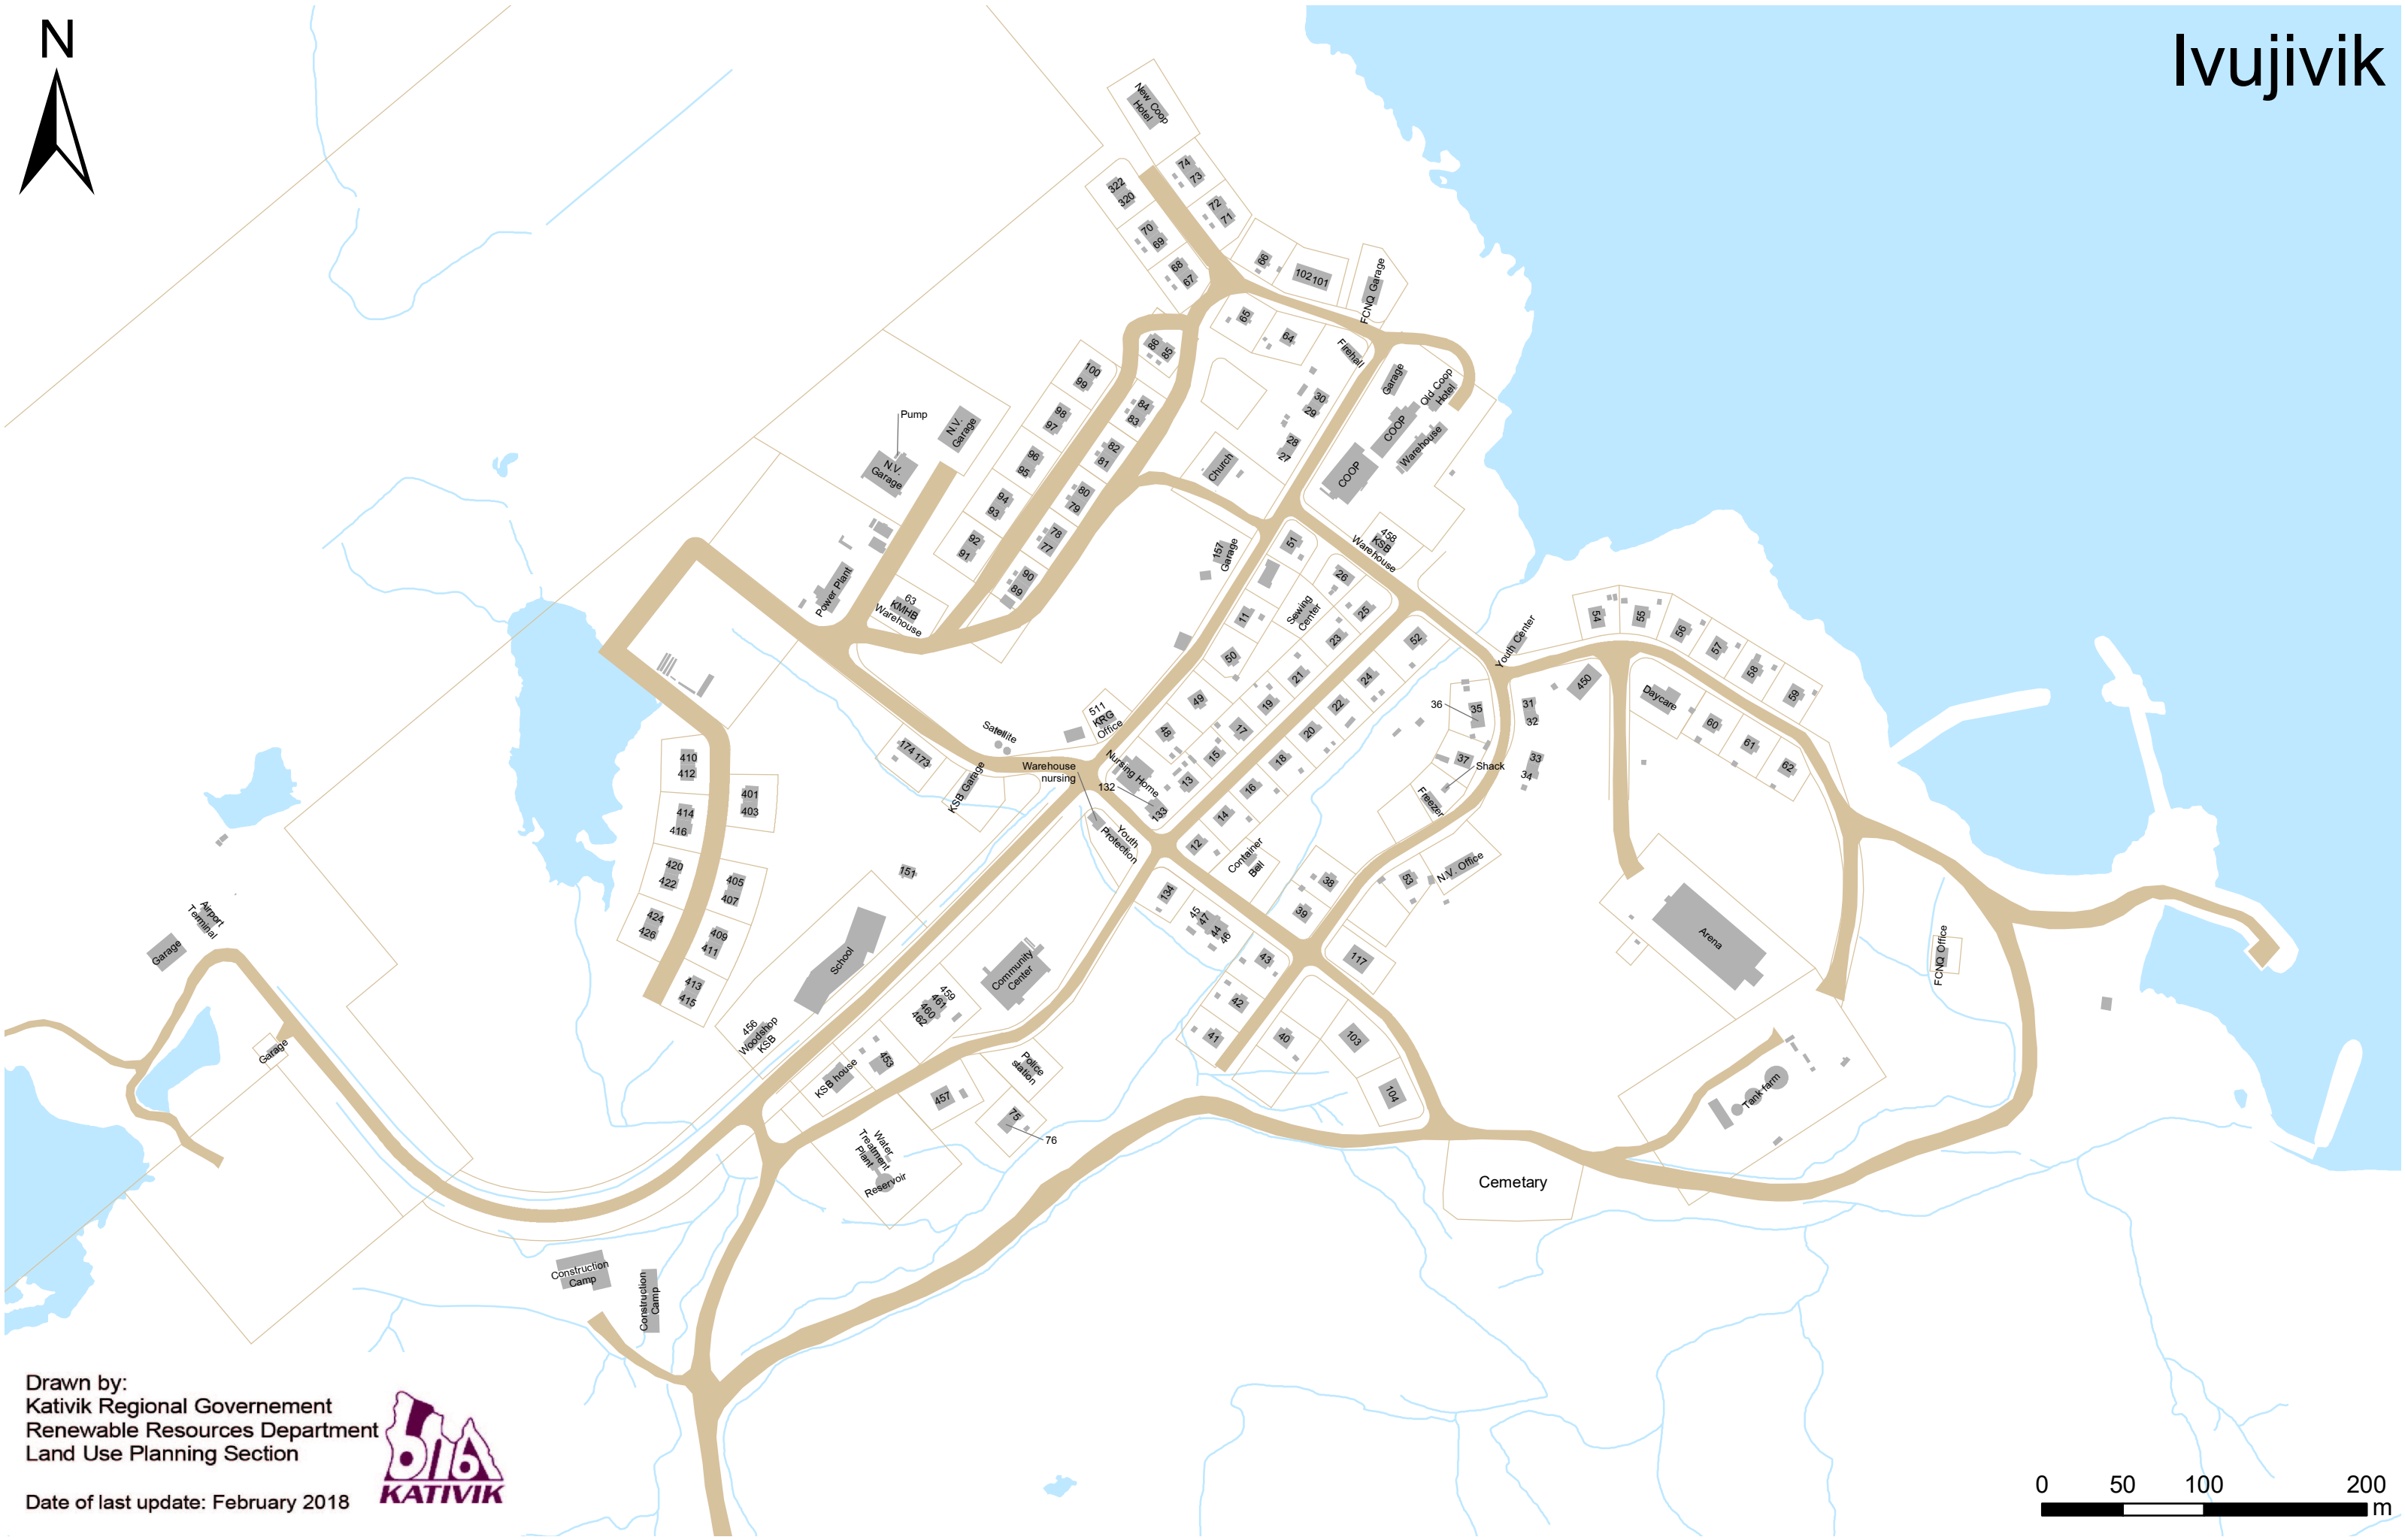 N
Ivujivik
New Coop
Hotel
74
73
322
320
72
71
70
69
68
67
66
102 101
FCNQ Garage
65
64
Firehall
86
85
100
99
Garage
Old Coop
Hotel
84
83
30
29
98
97
Pump
N.V.
Garage
COOP
Warehouse
28
27
82
81
96
95
N.V.
Garage
Church
COOP
80
79
94
93
78
77
92
91
51
157
Garage
458
KSB
Warehouse
90
89
Power Plant
63
KMHB
Warehouse
26
Sewing
Center
11
25
23
52
50
Youth Center
54
55
56
57
58
59
21
24
49
19
22
450
Daycare
36
35
31
32
511
KRG
Office
Satellite
48
17
20
60
61
62
174 173
15
18
37
33
34
Shack
Warehouse
nursing
Nursing Home
132
133
13
16
KSB Garage
Freezer
410
412
401
403
414
416
Youth
Protection
14
12
Container
Bell
N.V. Office
420
422
405
407
151
134
38
53
39
45
47
44
46
424
426
409
411
Airport
Terminal
Garage
School
Community
Center
43
117
Arena
FCNQ Office
413
415
459
461
460
462
42
41
40
103
456
Woodshop
KSB
Garage
453
KSB house
Police
station
104
457
75
76
Tank farm
Water
Treatment
Plant
Reservoir
Cemetary
Construction
Camp
Construction
Camp
Drawn by:
Kativik Regional Governement
Renewable Resources Department
Land Use Planning Section
Date of last update: February 2018
KATIVIK
0 50 100 200
m